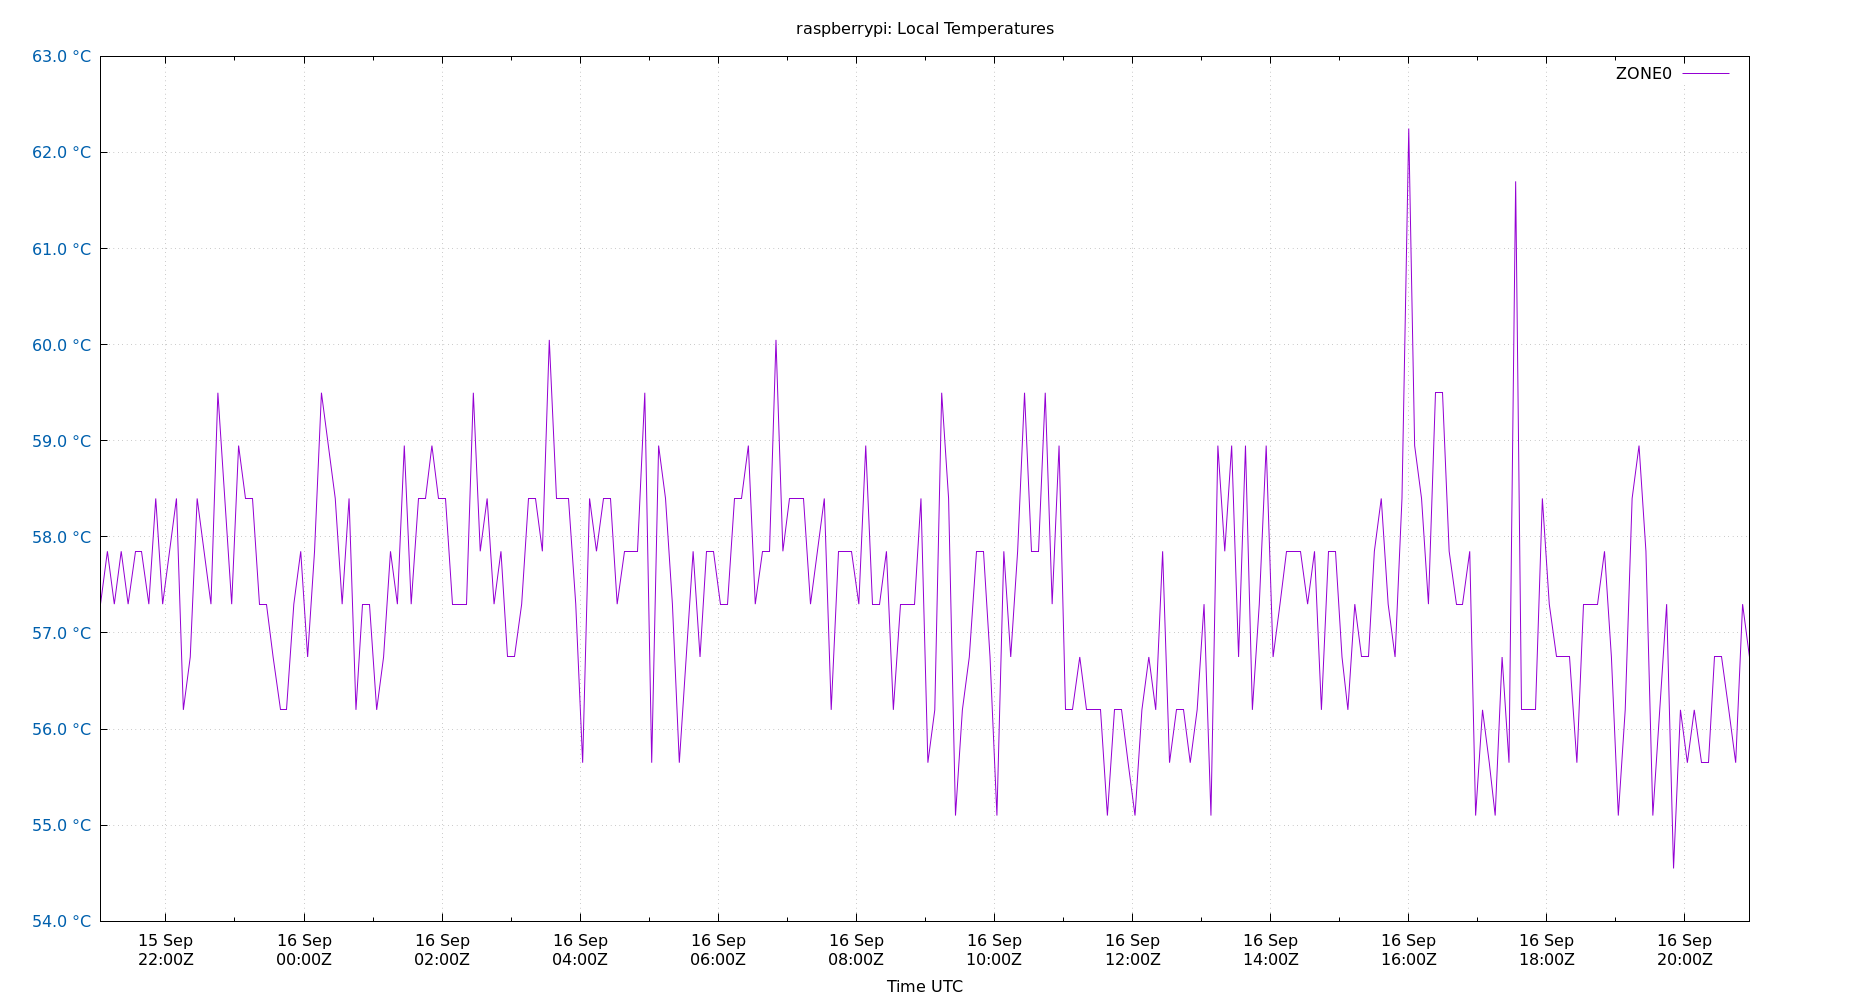 raspberrypi: Local Temperatures
63.0 °C
ZONE0
62.0 °C
61.0 °C
60.0 °C
59.0 °C
58.0 °C
57.0 °C
56.0 °C
55.0 °C
54.0 °C
15 Sep 16 Sep 16 Sep 16 Sep 16 Sep 16 Sep 16 Sep 16 Sep 16 Sep 16 Sep 16 Sep 16 Sep
22:00Z 00:00Z 02:00Z 04:00Z 06:00Z 08:00Z 10:00Z 12:00Z 14:00Z 16:00Z 18:00Z 20:00Z
Time UTC